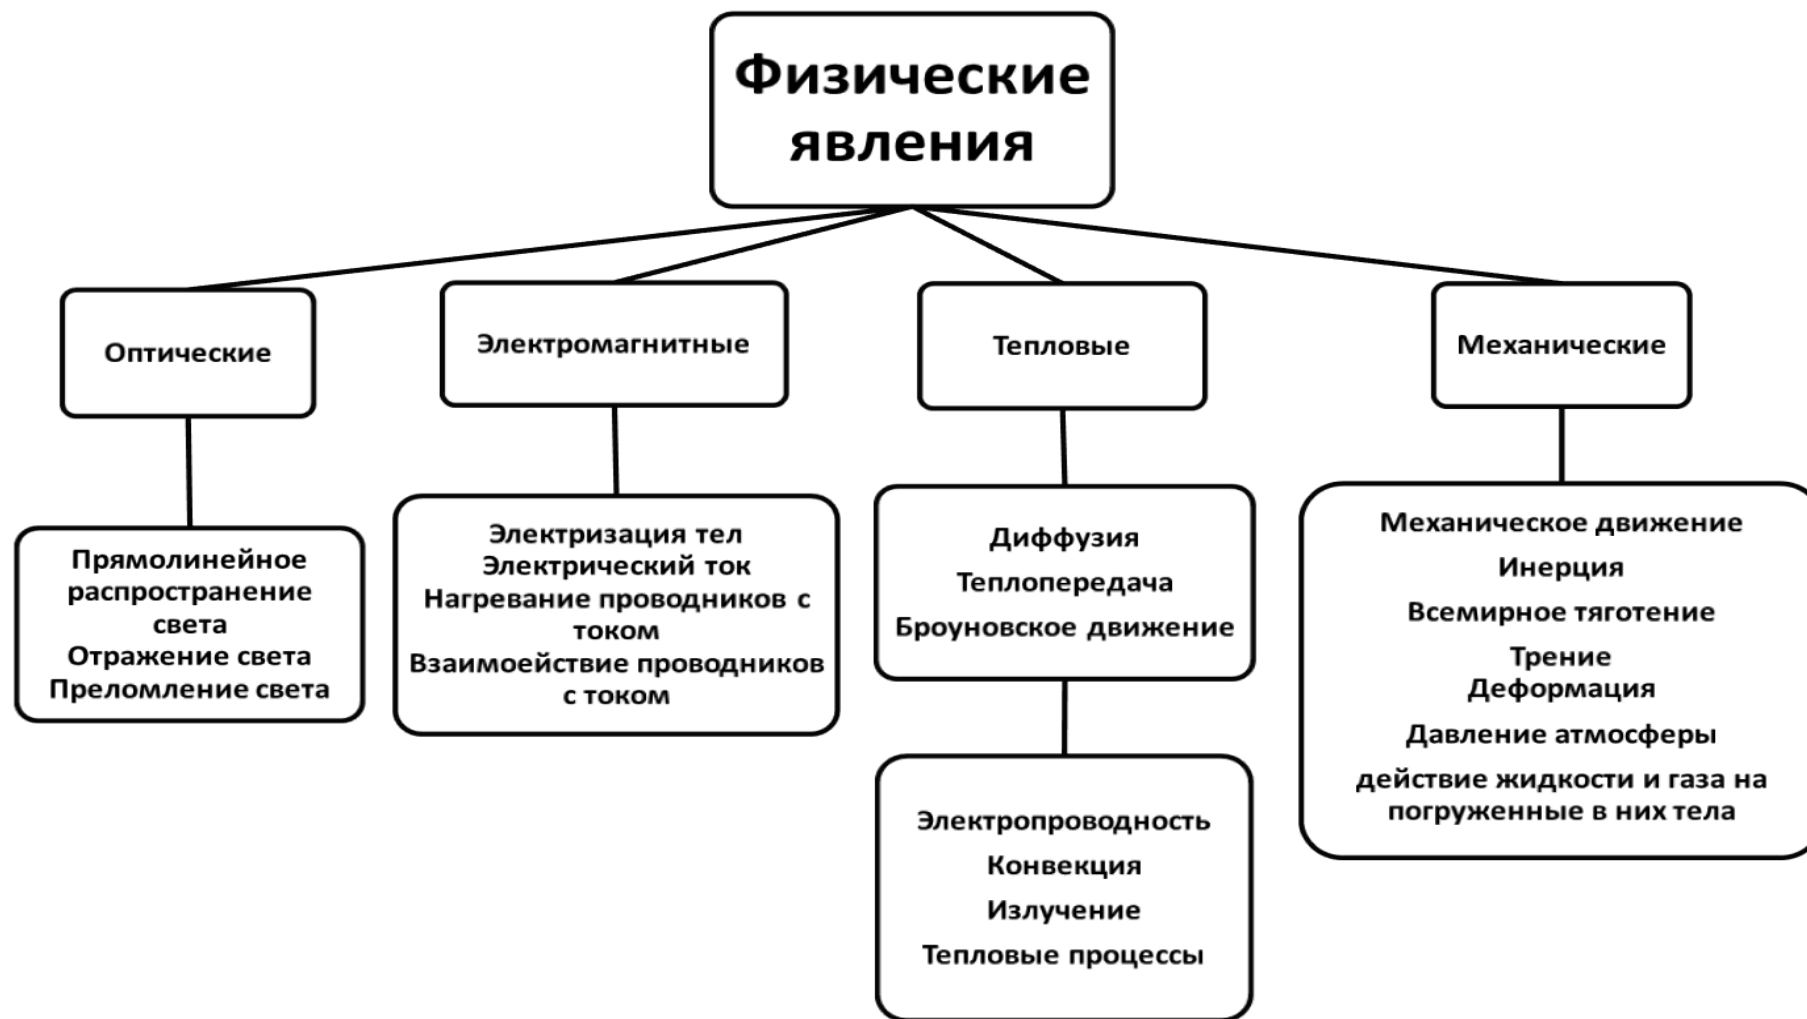 Физические
явления
Оптические
Электромагнитные
Тепловые
Механические
Прямолинейное
распространение
света
Отражение света
Преломление света
Электризация тел
Электрический ток
Нагревание проводников с
током
Взаимоействие проводников
с током
Диффузия
Теплопередача
Броуновское движение
Электропроводность
Конвекция
Излучение
Тепловые процессы
Механическое движение
Инерция
Всемирное тяготение
Трение
Деформация
Давление атмосферы
действие жидкости и газа на
погруженные в них тела